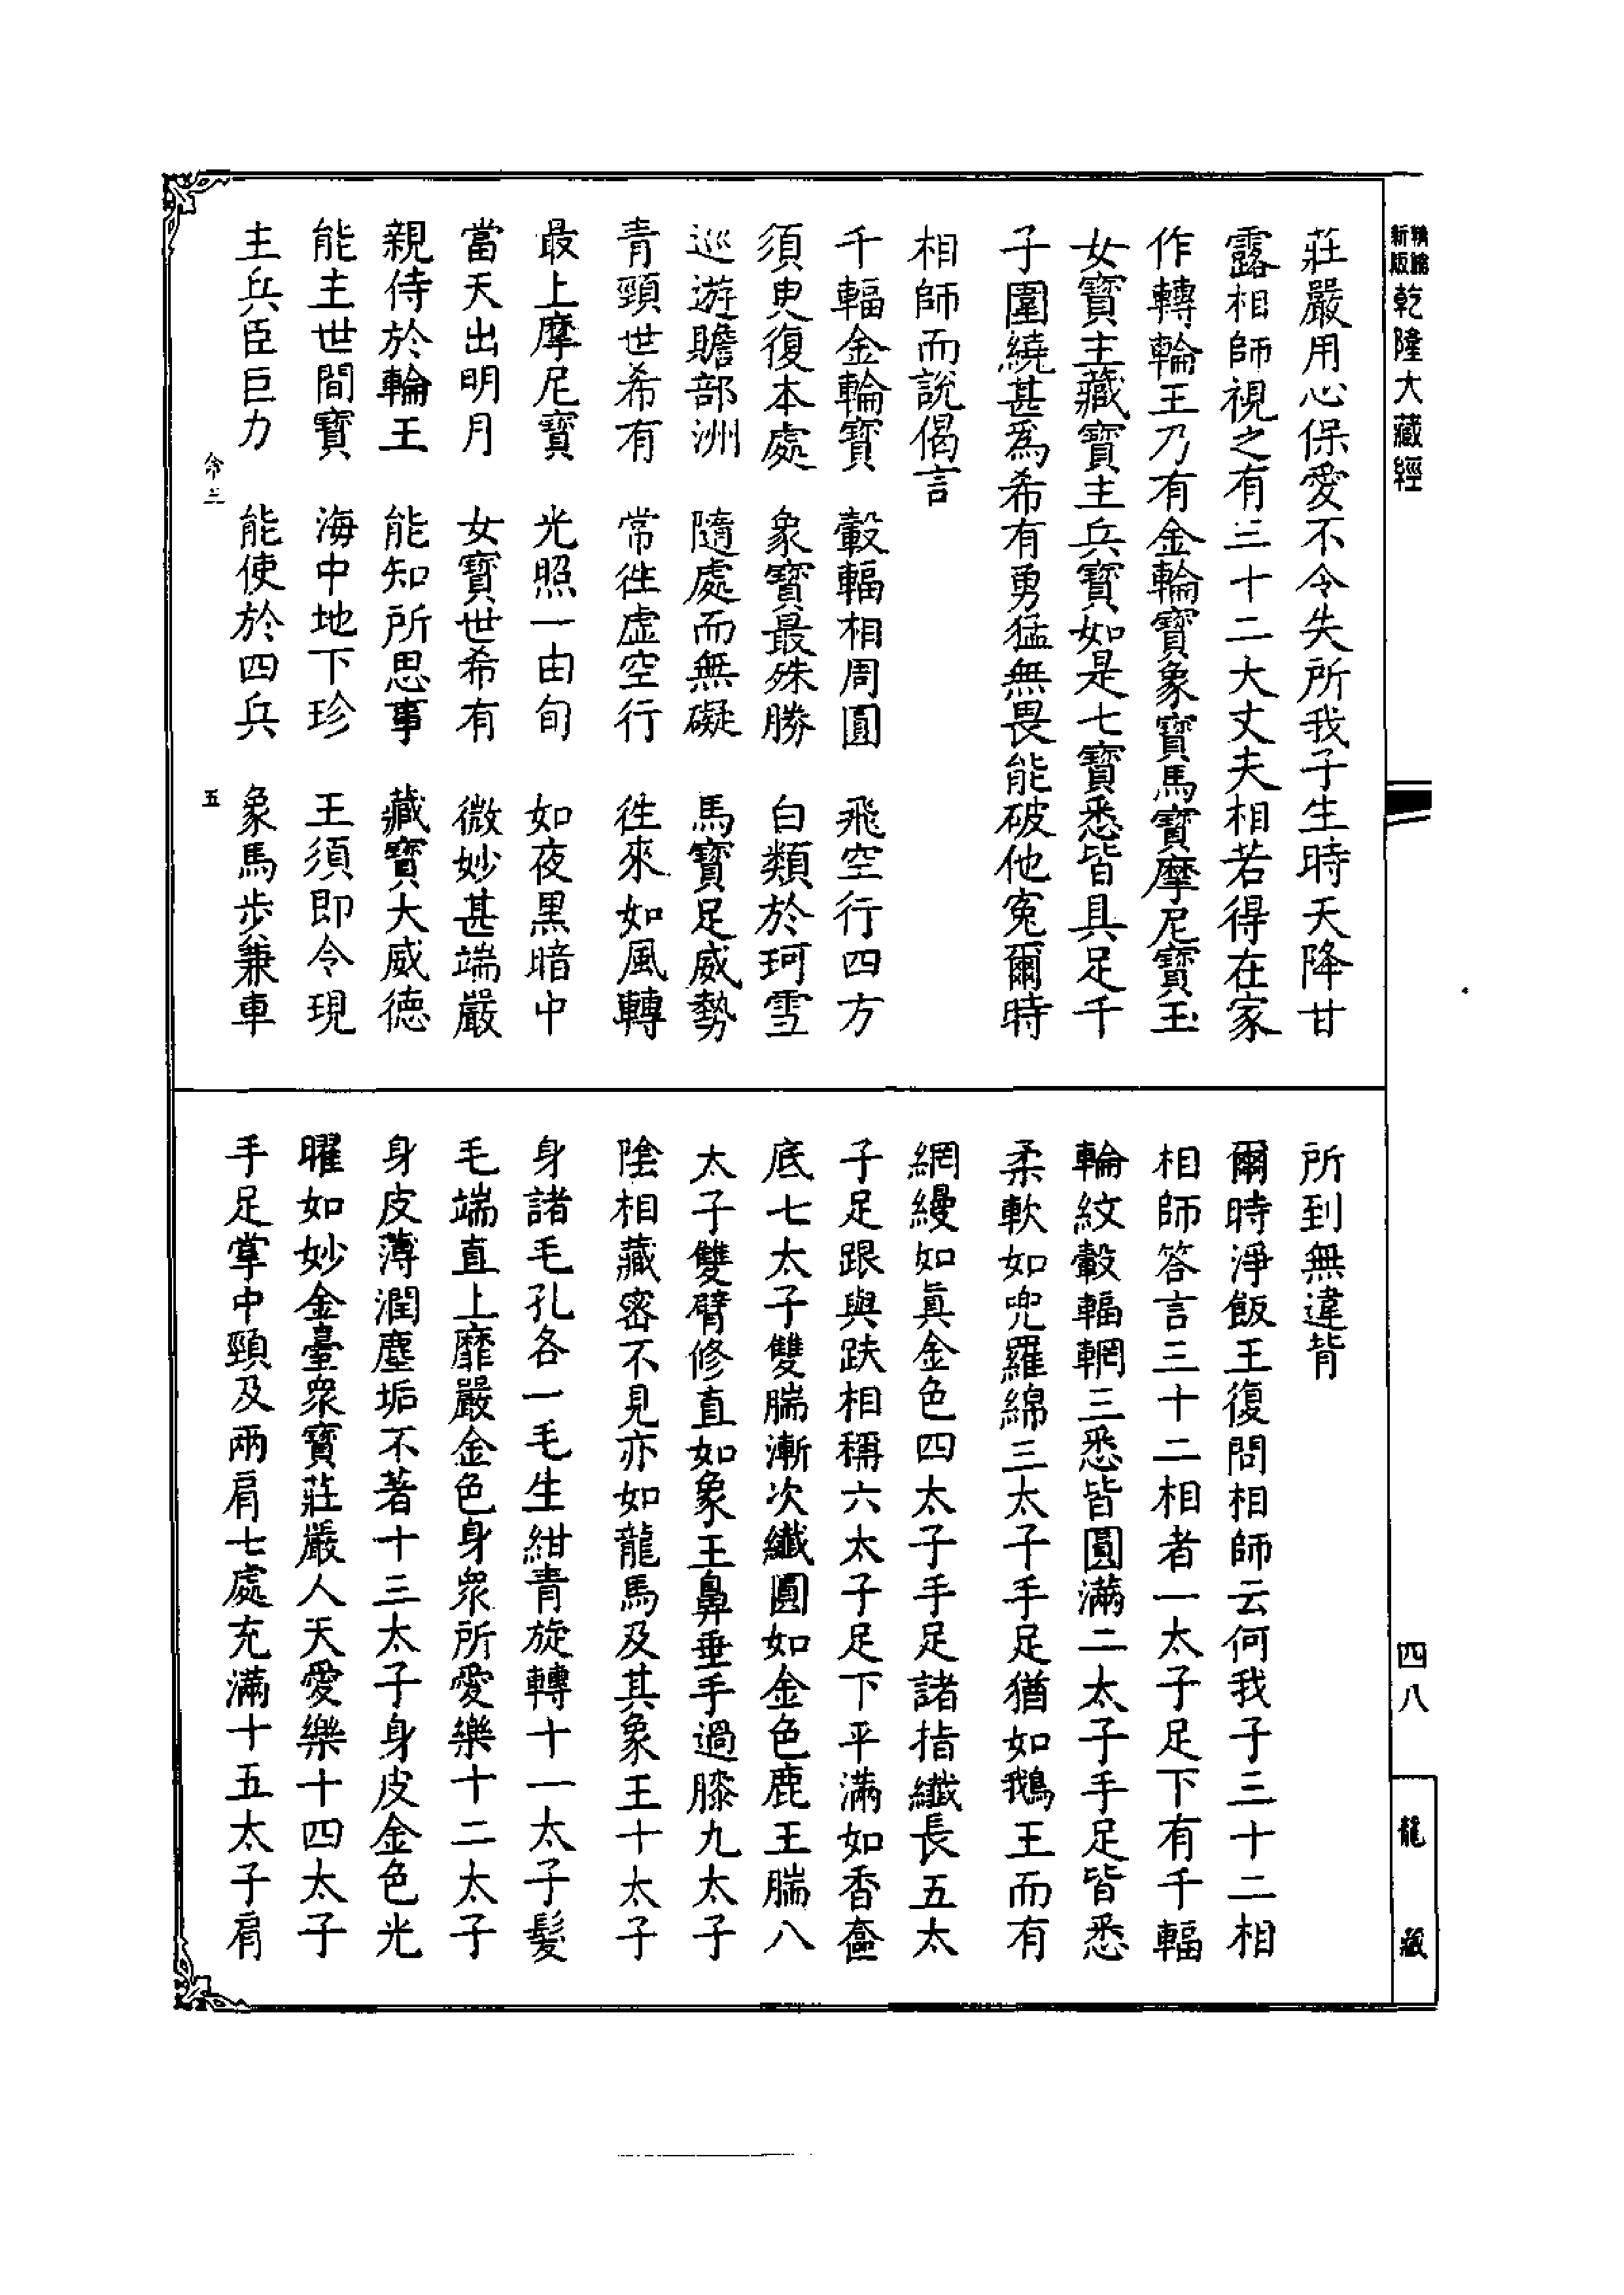 新版
乾隆大藏經
莊嚴用心保愛不令失所我子生時天降甘
露相師視之有三十二大丈夫相若得在家
作轉輪王乃有金輪寶象寶馬寶摩尼寶玉
女寶主藏寶主兵寶如是七寶悉皆具足千
子圍繞甚爲希有勇猛無畏能破他冤爾時
相師而說偈言
千輻金輪寶　轂輻相周圓　飛空行四方
須臾復本處　象寶最殊勝　白類於珂雪
巡遊贍部洲　隨處而無礙　馬寶足威勢
青頸世希有　常徃虛空行　徃來如風轉
最上摩尼寶　光照一由旬　如夜黑暗中
當天出明月　女寶世希有　微妙甚端嚴
親侍於輪王　能知所思事　藏寶大威德
能主世間寶　海中地下珍　王須即令現
主兵臣巨力　能使於四兵　象馬步兼車
五
所到無違背
爾時淨飯王復問相師云何我子三十二相
相師答言三十二相者一太子足下有千輻
輪紋轂輻輞三悉皆圓滿二太子手足皆悉
柔軟如兜羅綿三太子手足猶如鵝王而有
網縵如眞金色四太子手足諸指纖長五太
子足跟與趺相稱六太子足下平滿如香奩
底七太子雙腨漸次纖圓如金色鹿王腨八
太子雙臂修直如象王鼻垂手過膝九太子
陰相藏密不見亦如龍馬及其象王十太子
身諸毛孔各一毛生紺青旋轉十一太子髮
毛端直上靡嚴金色身衆所愛樂十二太子
身皮薄潤塵垢不著十三太子身皮金色光
曜如妙金臺衆寶莊嚴人天愛樂十四太子
手足掌中頸及兩肩七處充滿十五太子肩
四八
龍藏